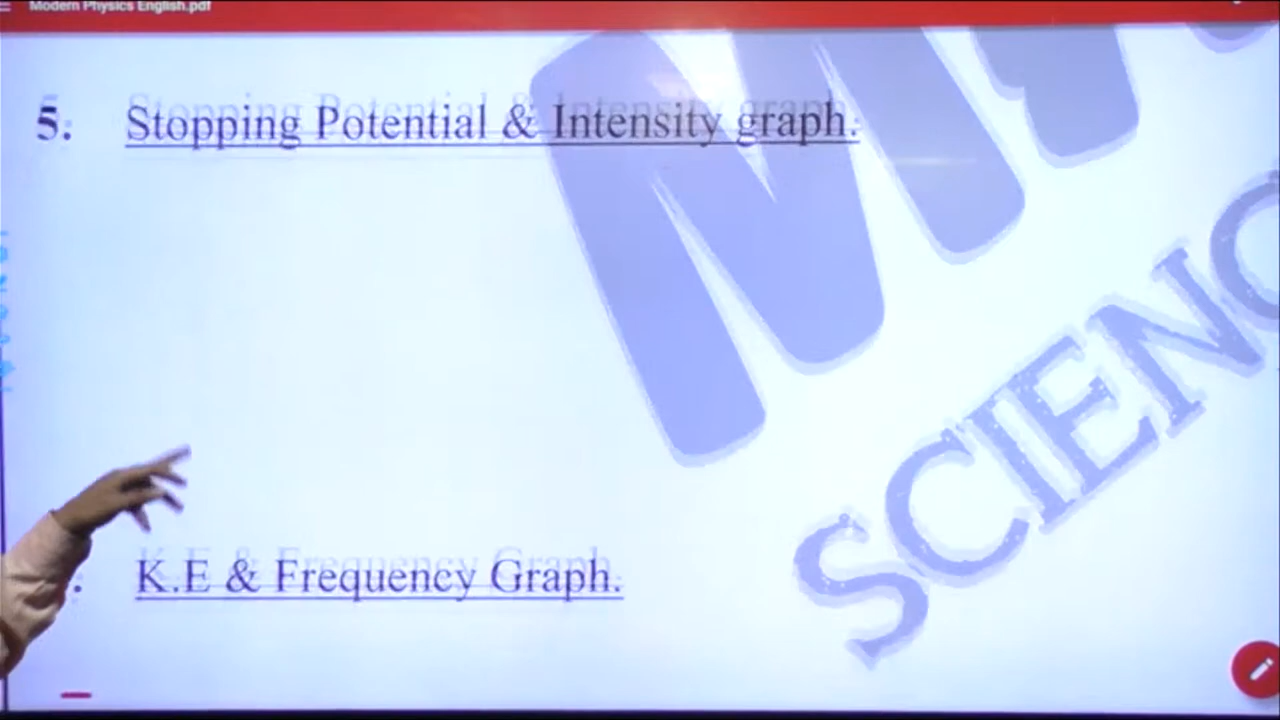 Modern Physics English.pdf
5. Stopping Potential & Intensity graph.
SCIENC
. K.E & Frequency Graph.